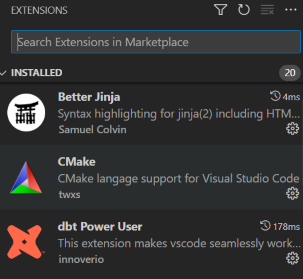 EXTENSIONS
Search Extensions in Marketplace
INSTALLED 20
Better Jinja 4ms
Syntax highlighting for jinja(2) including HTM...
Samuel Colvin
CMake
CMake langage support for Visual Studio Code
twxs
dbt Power User 178ms
This extension makes vscode seamlessly work...
innoverio